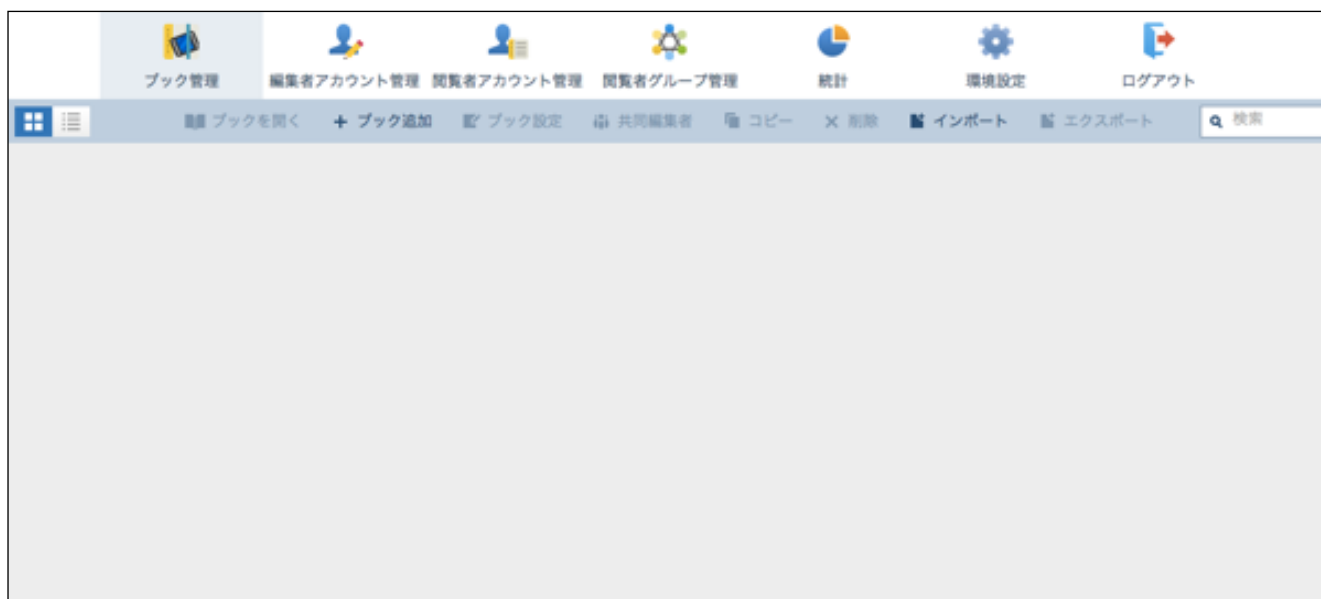 ブック管理 編集者アカウント管理 閲覧者アカウント管理 閲覧者グループ管理 統計 環境設定 ログアウト
ブックを開く ブック追加 ブック設定 共同編集者 コピー 削除 インポート エクスポート 検索